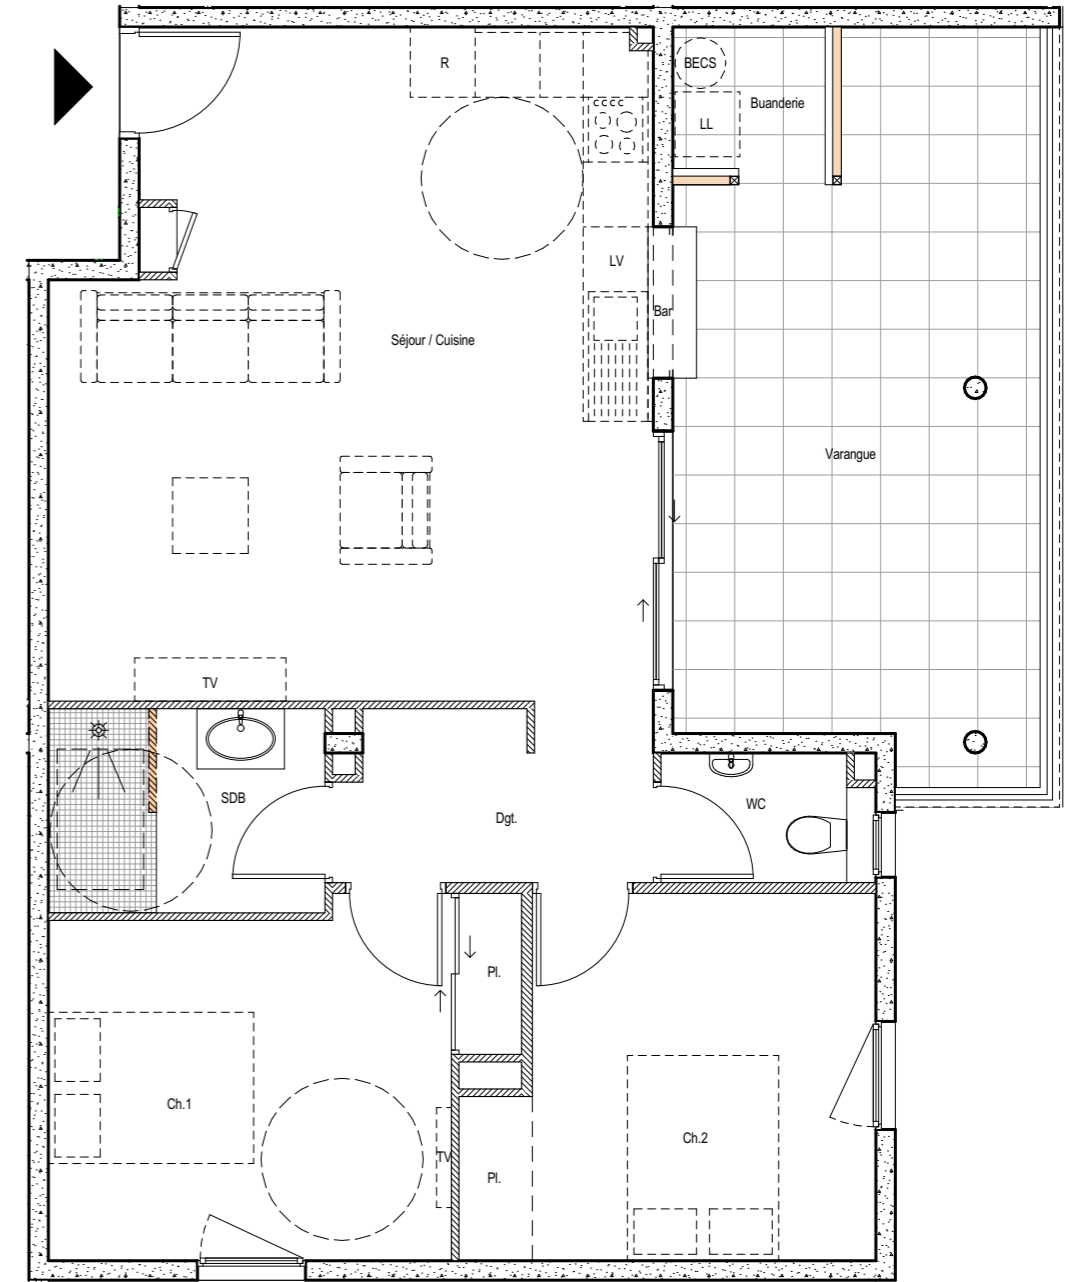 R
BECS
Buanderie
LL
LV
Bar
Séjour / Cuisine
Varangue
TV
SDB
WC
Dgt.
Pl.
Ch.1
TV
Ch.2
Pl.